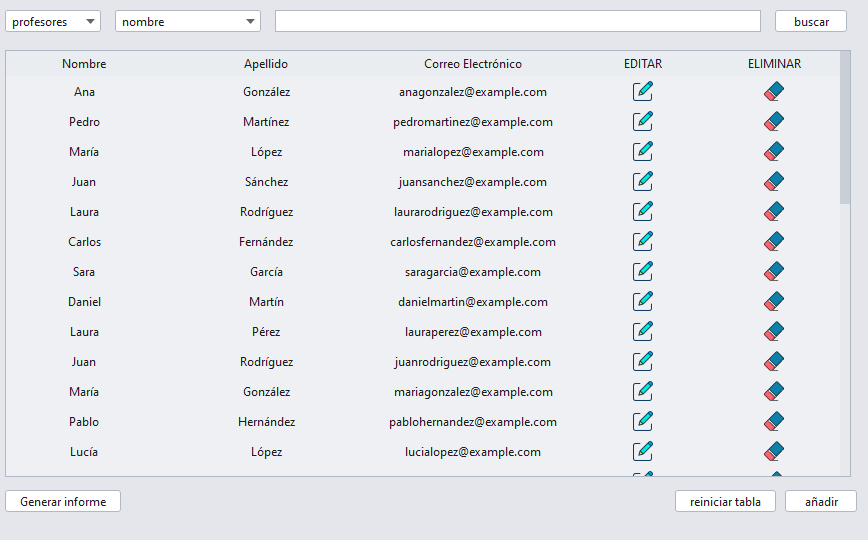 profesores nombre buscar
Nombre Apellido Correo Electrónico EDITAR ELIMINAR
Ana González anagonzalez@example.com
Pedro Martínez pedromartinez@example.com
María López marialopez@example.com
Juan Sánchez juansanchez@example.com
Laura Rodríguez laurarodriguez@example.com
Carlos Fernández carlosfernandez@example.com
Sara García saragarcia@example.com
Daniel Martín danielmartin@example.com
Laura Pérez lauraperez@example.com
Juan Rodríguez juanrodriguez@example.com
María González mariagonzalez@example.com
Pablo Hernández pablohernandez@example.com
Lucía López lucialopez@example.com
Generar informe reiniciar tabla añadir